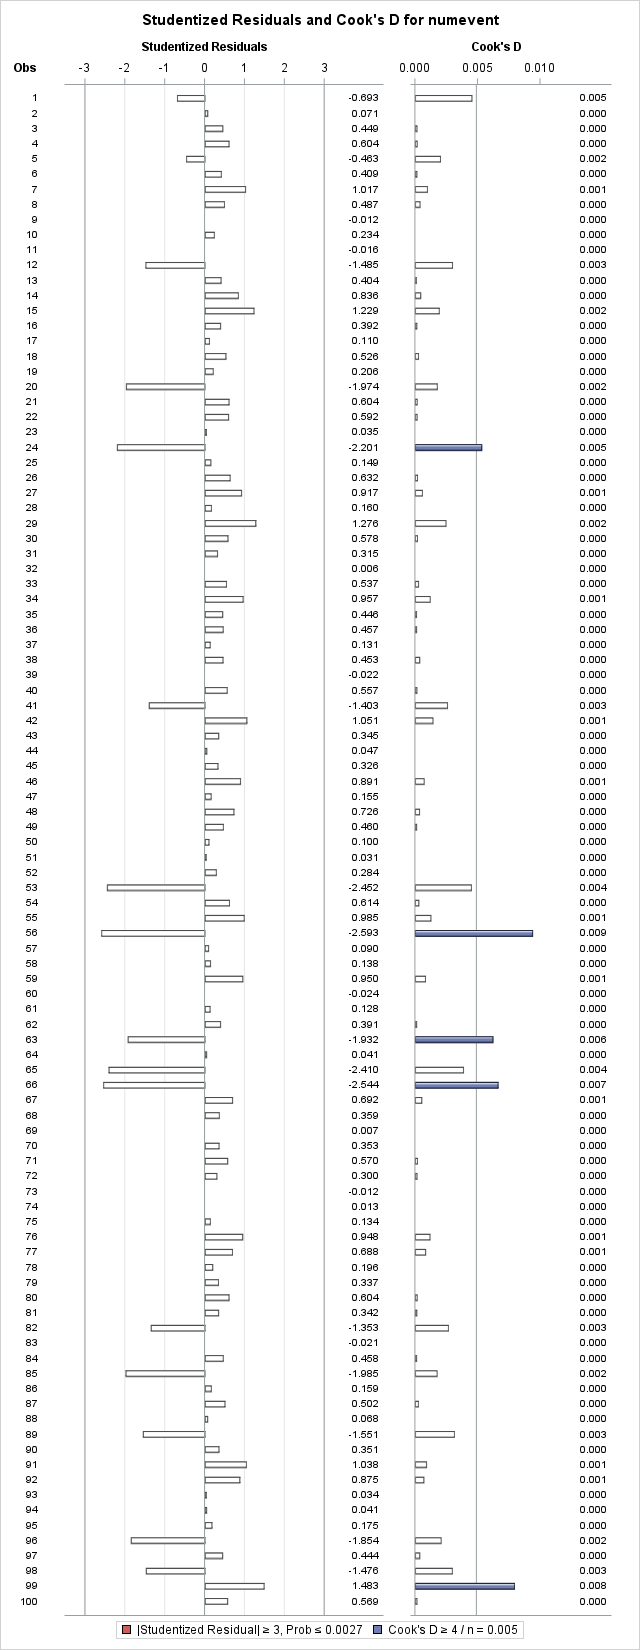 Studentized Residuals and Cook's D for numevent
Studentized Residuals Cook's D
Obs -3 -2 -1 0 1 2 3 0.000 0.005 0.010
1 -0.693 0.005
2 0.071 0.000
3 0.449 0.000
4 0.604 0.000
5 -0.463 0.002
6 0.409 0.000
7 1.017 0.001
8 0.487 0.000
9 -0.012 0.000
10 0.234 0.000
11 -0.016 0.000
12 -1.485 0.003
13 0.404 0.000
14 0.836 0.000
15 1.229 0.002
16 0.392 0.000
17 0.110 0.000
18 0.526 0.000
19 0.206 0.000
20 -1.974 0.002
21 0.604 0.000
22 0.592 0.000
23 0.035 0.000
24 -2.201 0.005
25 0.149 0.000
26 0.632 0.000
27 0.917 0.001
28 0.160 0.000
29 1.276 0.002
30 0.578 0.000
31 0.315 0.000
32 0.006 0.000
33 0.537 0.000
34 0.957 0.001
35 0.446 0.000
36 0.457 0.000
37 0.131 0.000
38 0.453 0.000
39 -0.022 0.000
40 0.557 0.000
41 -1.403 0.003
42 1.051 0.001
43 0.345 0.000
44 0.047 0.000
45 0.326 0.000
46 0.891 0.001
47 0.155 0.000
48 0.726 0.000
49 0.460 0.000
50 0.100 0.000
51 0.031 0.000
52 0.284 0.000
53 -2.452 0.004
54 0.614 0.000
55 0.985 0.001
56 -2.593 0.009
57 0.090 0.000
58 0.138 0.000
59 0.950 0.001
60 -0.024 0.000
61 0.128 0.000
62 0.391 0.000
63 -1.932 0.006
64 0.041 0.000
65 -2.410 0.004
66 -2.544 0.007
67 0.692 0.001
68 0.359 0.000
69 0.007 0.000
70 0.353 0.000
71 0.570 0.000
72 0.300 0.000
73 -0.012 0.000
74 0.013 0.000
75 0.134 0.000
76 0.948 0.001
77 0.688 0.001
78 0.196 0.000
79 0.337 0.000
80 0.604 0.000
81 0.342 0.000
82 -1.353 0.003
83 -0.021 0.000
84 0.458 0.000
85 -1.985 0.002
86 0.159 0.000
87 0.502 0.000
88 0.068 0.000
89 -1.551 0.003
90 0.351 0.000
91 1.038 0.001
92 0.875 0.001
93 0.034 0.000
94 0.041 0.000
95 0.175 0.000
96 -1.854 0.002
97 0.444 0.000
98 -1.476 0.003
99 1.483 0.008
100 0.569 0.000
|Studentized Residual| ≥ 3, Prob ≤ 0.0027 Cook's D ≥ 4 / n = 0.005